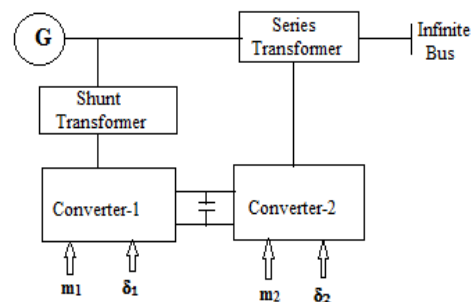 G
Series
Transformer
Infinite
Bus
Shunt
Transformer
Converter-1
Converter-2
m1
δ1
m2
δ2